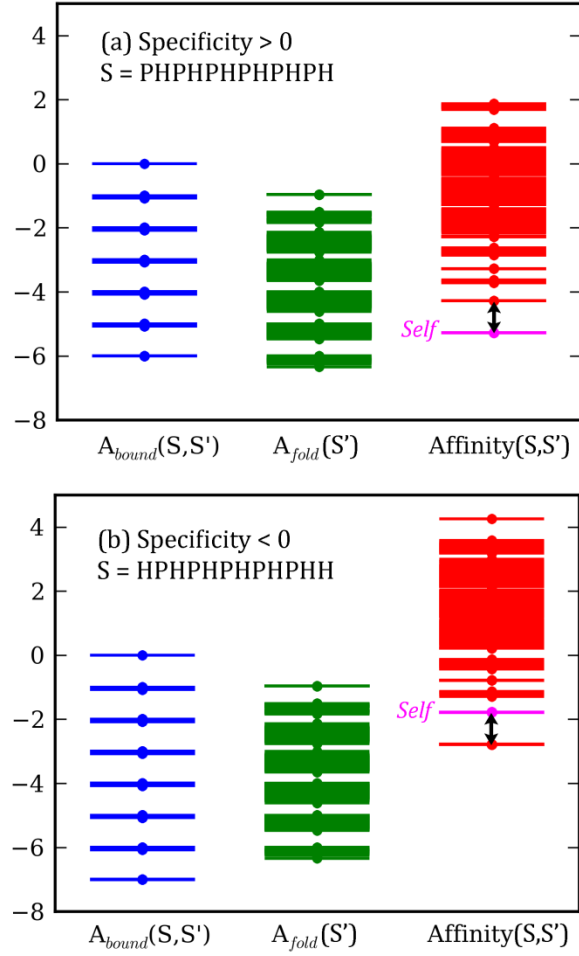 4
2
0
−2
−4
−6
−8
(a) Specificity > 0
S = PHPHPHPHPHPH
Self
A_bound(S,S')
A_fold(S’)
Affinity(S,S’)
4
2
0
−2
−4
−6
−8
(b) Specificity < 0
S = HPHPHPHPHPHH
Self
A_bound(S,S')
A_fold(S’)
Affinity(S,S’)